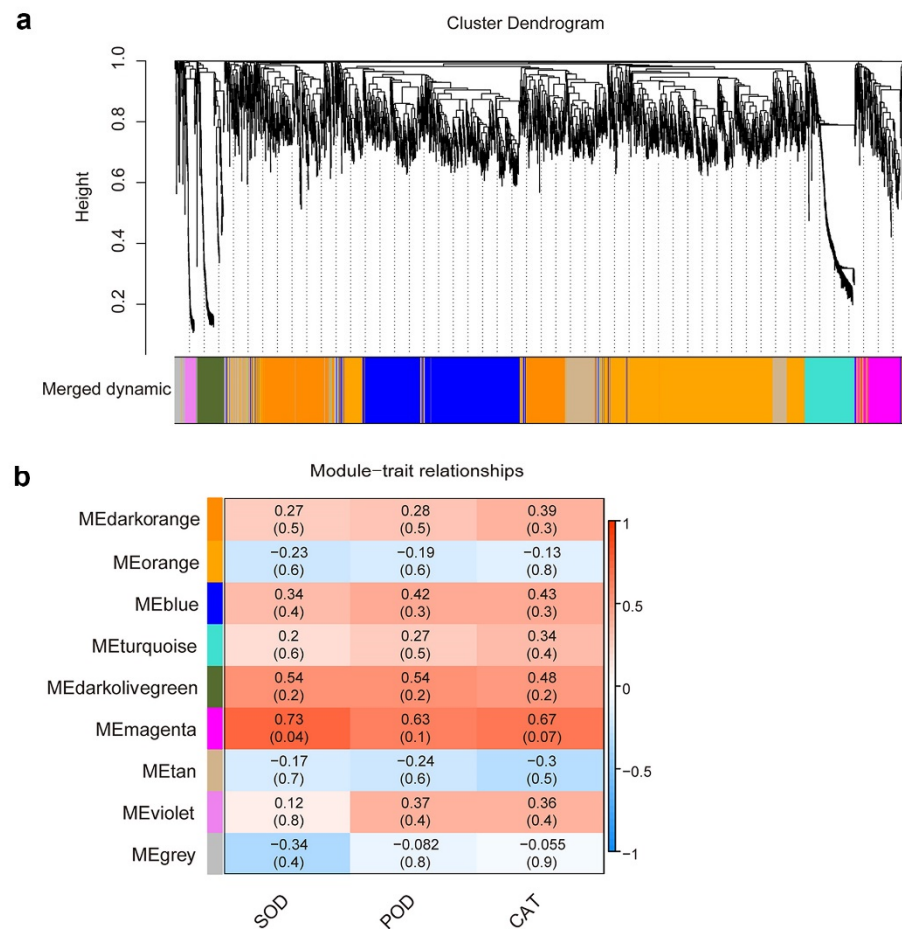 a
Cluster Dendrogram
Height
1.0
0.8
0.6
0.4
0.2
Merged dynamic
b
Module−trait relationships
MEdarkorange
0.27 0.28 0.39
(0.5) (0.5) (0.3)
MEorange
−0.23 −0.19 −0.13
(0.6) (0.6) (0.8)
MEblue
0.34 0.42 0.43
(0.4) (0.3) (0.3)
MEturquoise
0.2 0.27 0.34
(0.6) (0.5) (0.4)
MEdarkolivegreen
0.54 0.54 0.48
(0.2) (0.2) (0.2)
MEmagenta
0.73 0.63 0.67
(0.04) (0.1) (0.07)
MEtan
−0.17 −0.24 −0.3
(0.7) (0.6) (0.5)
MEviolet
0.12 0.37 0.36
(0.8) (0.4) (0.4)
MEgrey
−0.34 −0.082 −0.055
(0.4) (0.8) (0.9)
1
0.5
0
−0.5
−1
SOD POD CAT